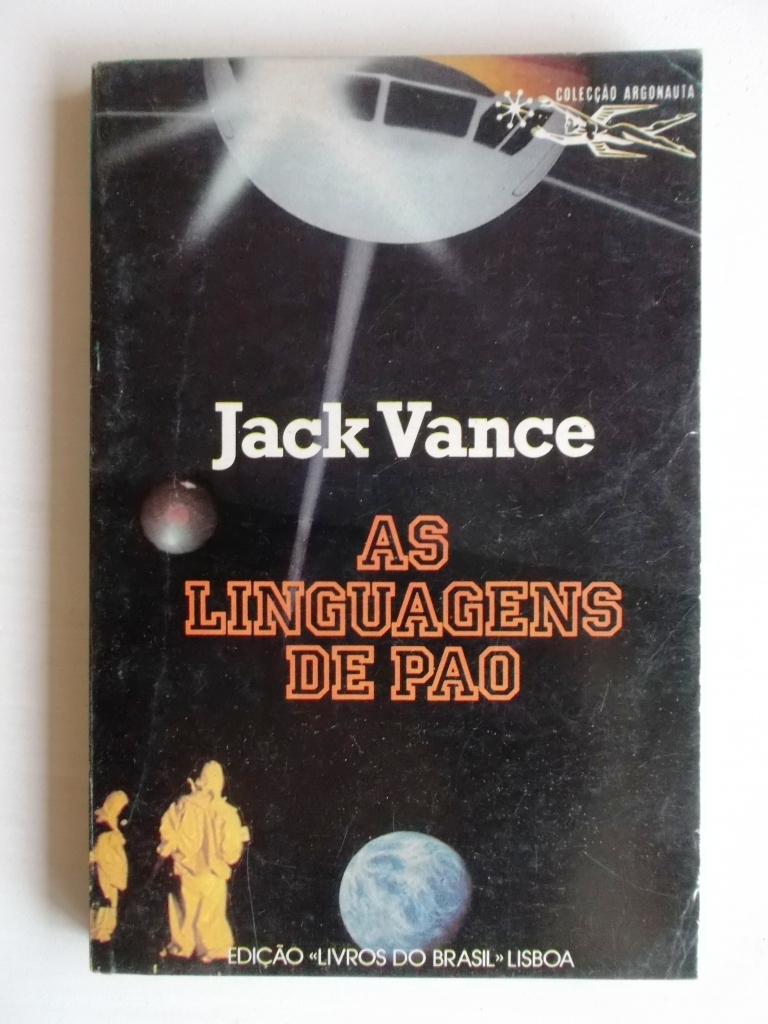 COLECÇÃO ARGONAUTA
Jack Vance
AS
LINGUAGENS
DE PAO
EDIÇÃO «LIVROS DO BRASIL» LISBOA